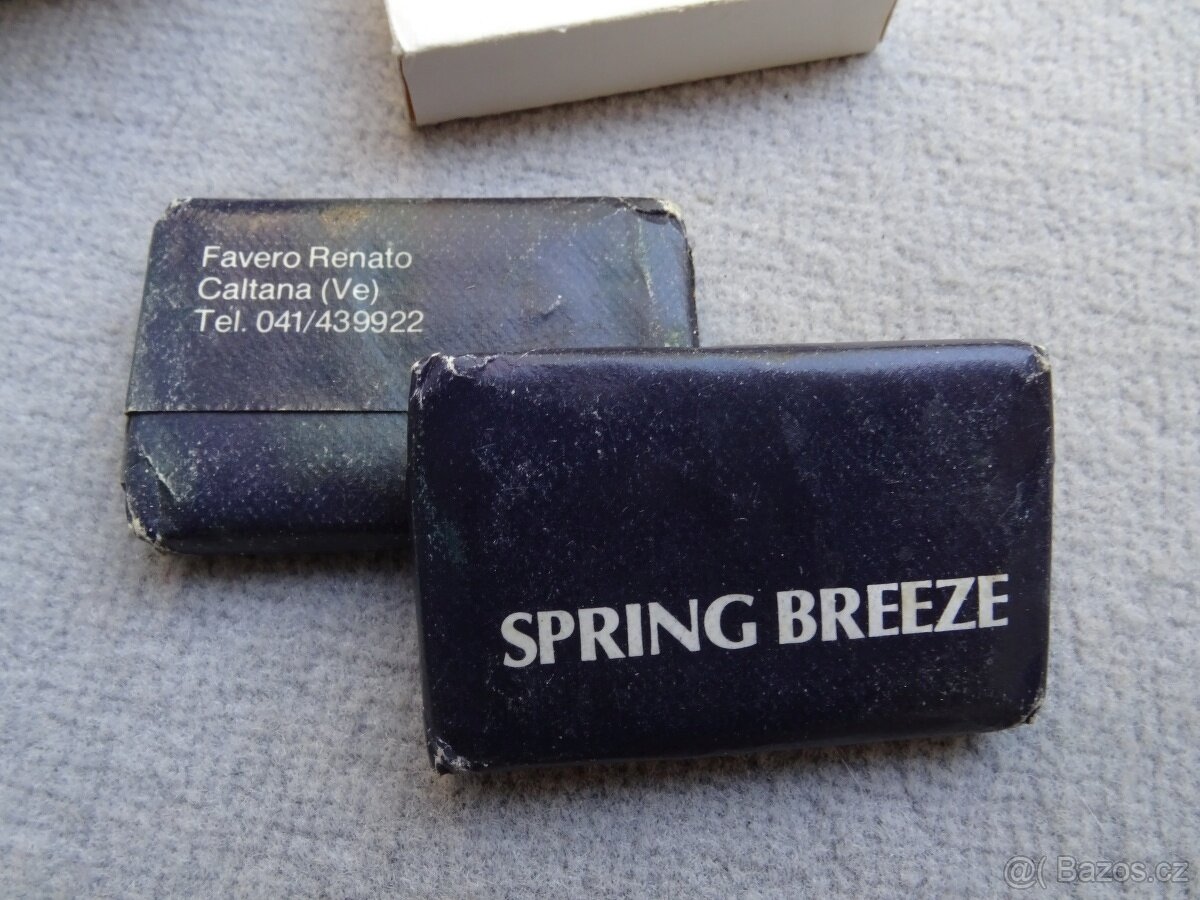 Favero Renato
Caltana (Ve)
Tel. 041/439922
SPRING BREEZE
@( Bazos.cz